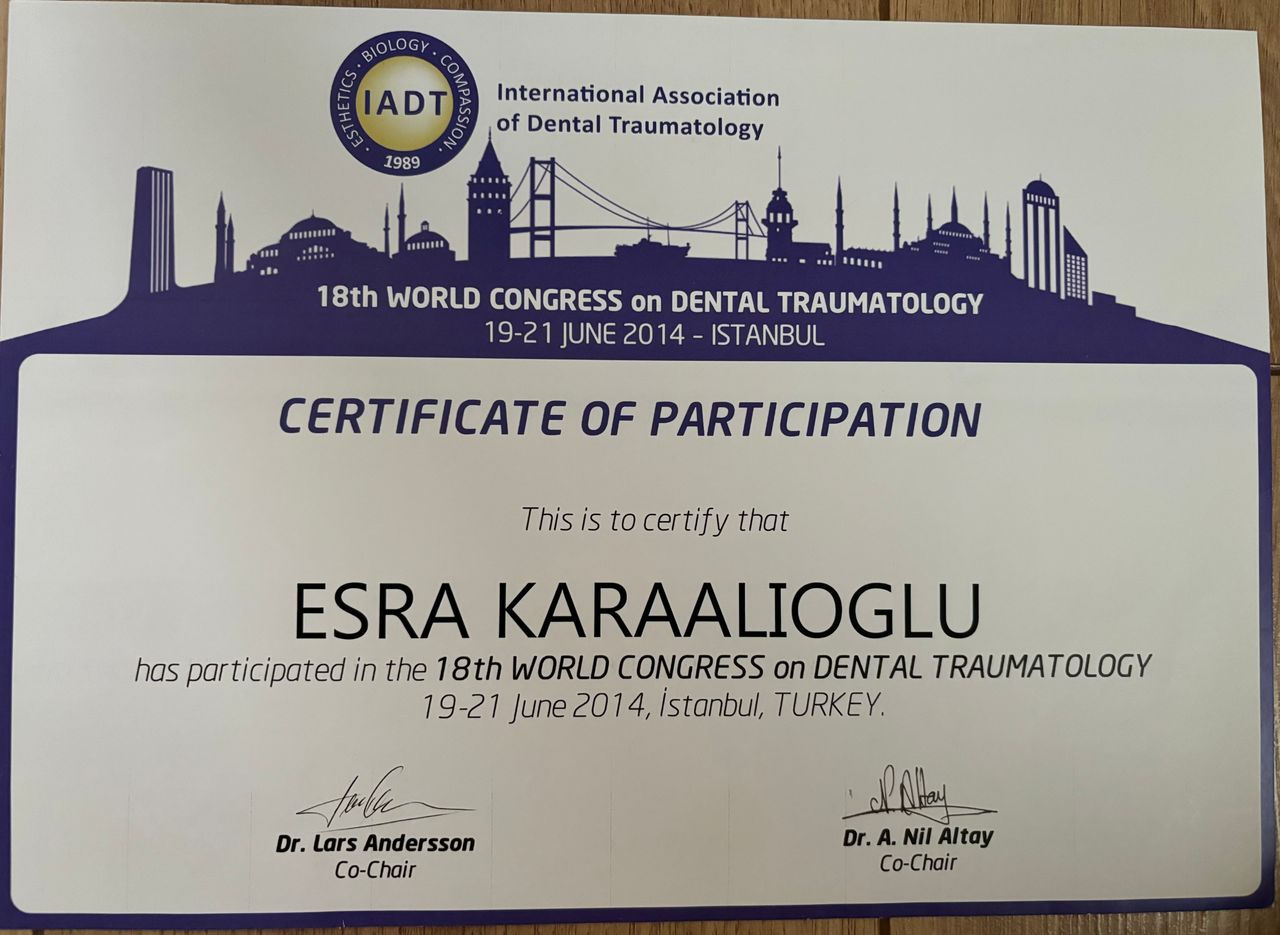 ESTHETICS · BIOLOGY · COMPASSION ·
IADT
1989
International Association
of Dental Traumatology
18th WORLD CONGRESS on DENTAL TRAUMATOLOGY
19-21 JUNE 2014 - ISTANBUL
CERTIFICATE OF PARTICIPATION
This is to certify that
ESRA KARAALIOGLU
has participated in the 18th WORLD CONGRESS on DENTAL TRAUMATOLOGY
19-21 June 2014, İstanbul, TURKEY.
N. Altay
Dr. Lars Andersson
Co-Chair
Dr. A. Nil Altay
Co-Chair